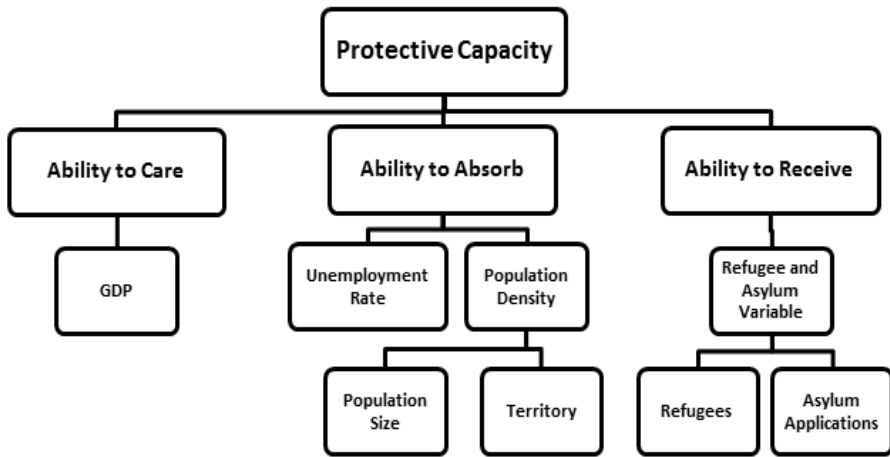 Protective Capacity
Ability to Care
Ability to Absorb
Ability to Receive
GDP
Unemployment
Rate
Population
Density
Refugee and
Asylum
Variable
Population
Size
Territory
Refugees
Asylum
Applications